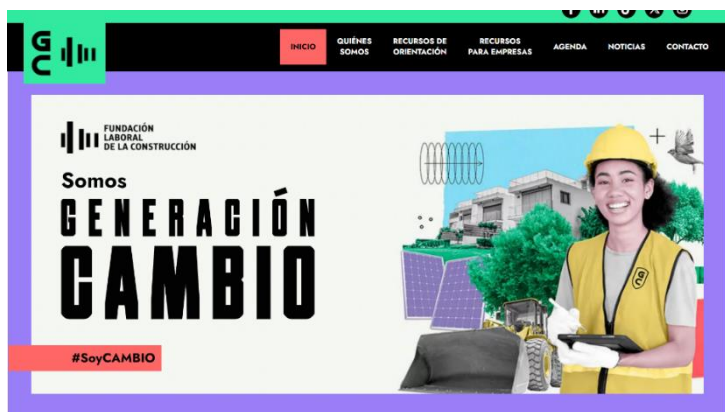 GC
INICIO
QUIÉNES
SOMOS
RECURSOS DE
ORIENTACIÓN
RECURSOS
PARA EMPRESAS
AGENDA
NOTICIAS
CONTACTO
FUNDACIÓN
LABORAL
DE LA CONSTRUCCIÓN
Somos
GENERACIÓN
CAMBIO
#SoyCAMBIO
GC